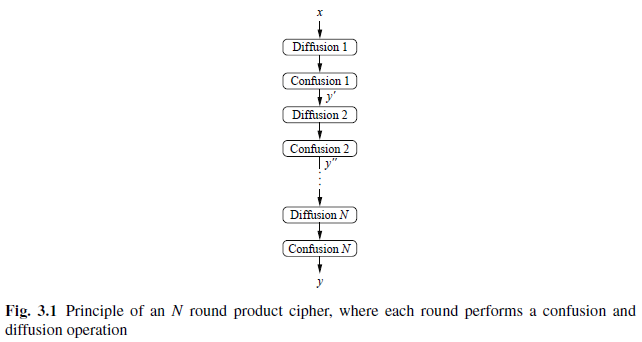 x
Diffusion 1
Confusion 1
y′
Diffusion 2
Confusion 2
y″
Diffusion N
Confusion N
y
Fig. 3.1 Principle of an N round product cipher, where each round performs a confusion and
diffusion operation